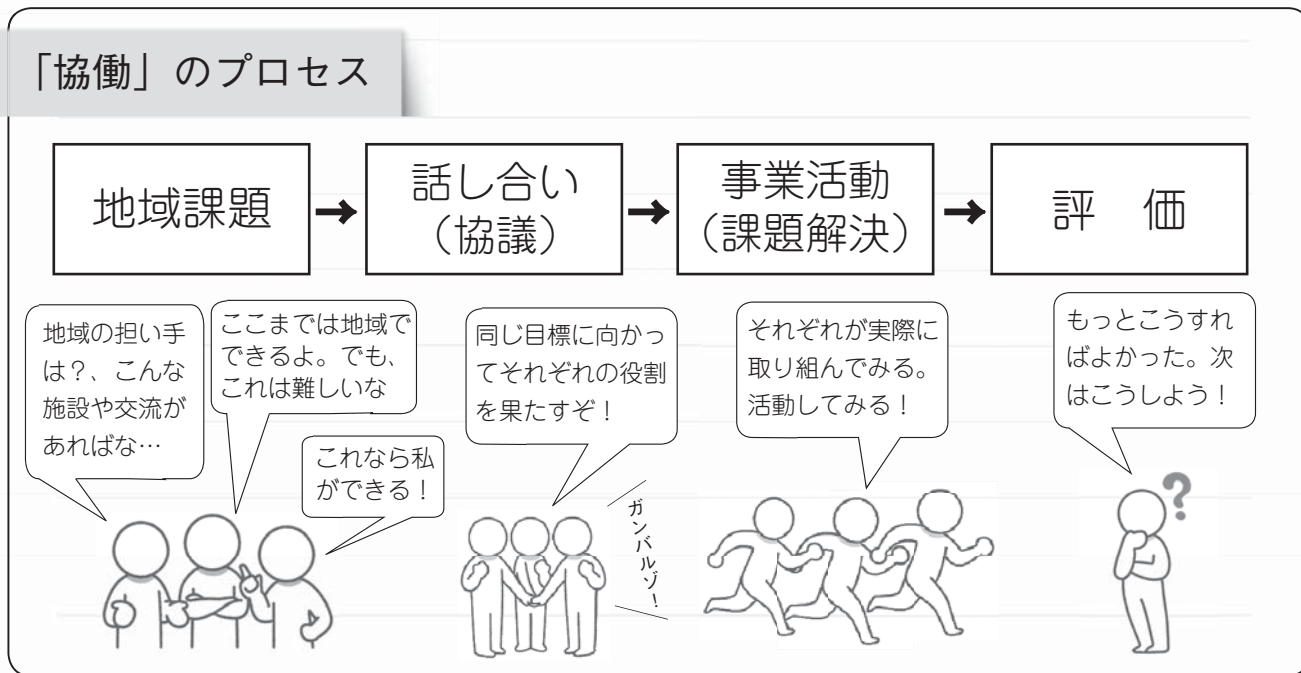 「協働」のプロセス
地域課題
話し合い
（協議）
事業活動
（課題解決）
評　価
地域の担い手
は？、こんな
施設や交流が
あればな…
ここまでは地域で
できるよ。でも、
これは難しいな
これなら私
ができる！
同じ目標に向かっ
てそれぞれの役割
を果たすぞ！
ガンバルゾ！
それぞれが実際に
取り組んでみる。
活動してみる！
もっとこうすれ
ばよかった。次
はこうしよう！
?